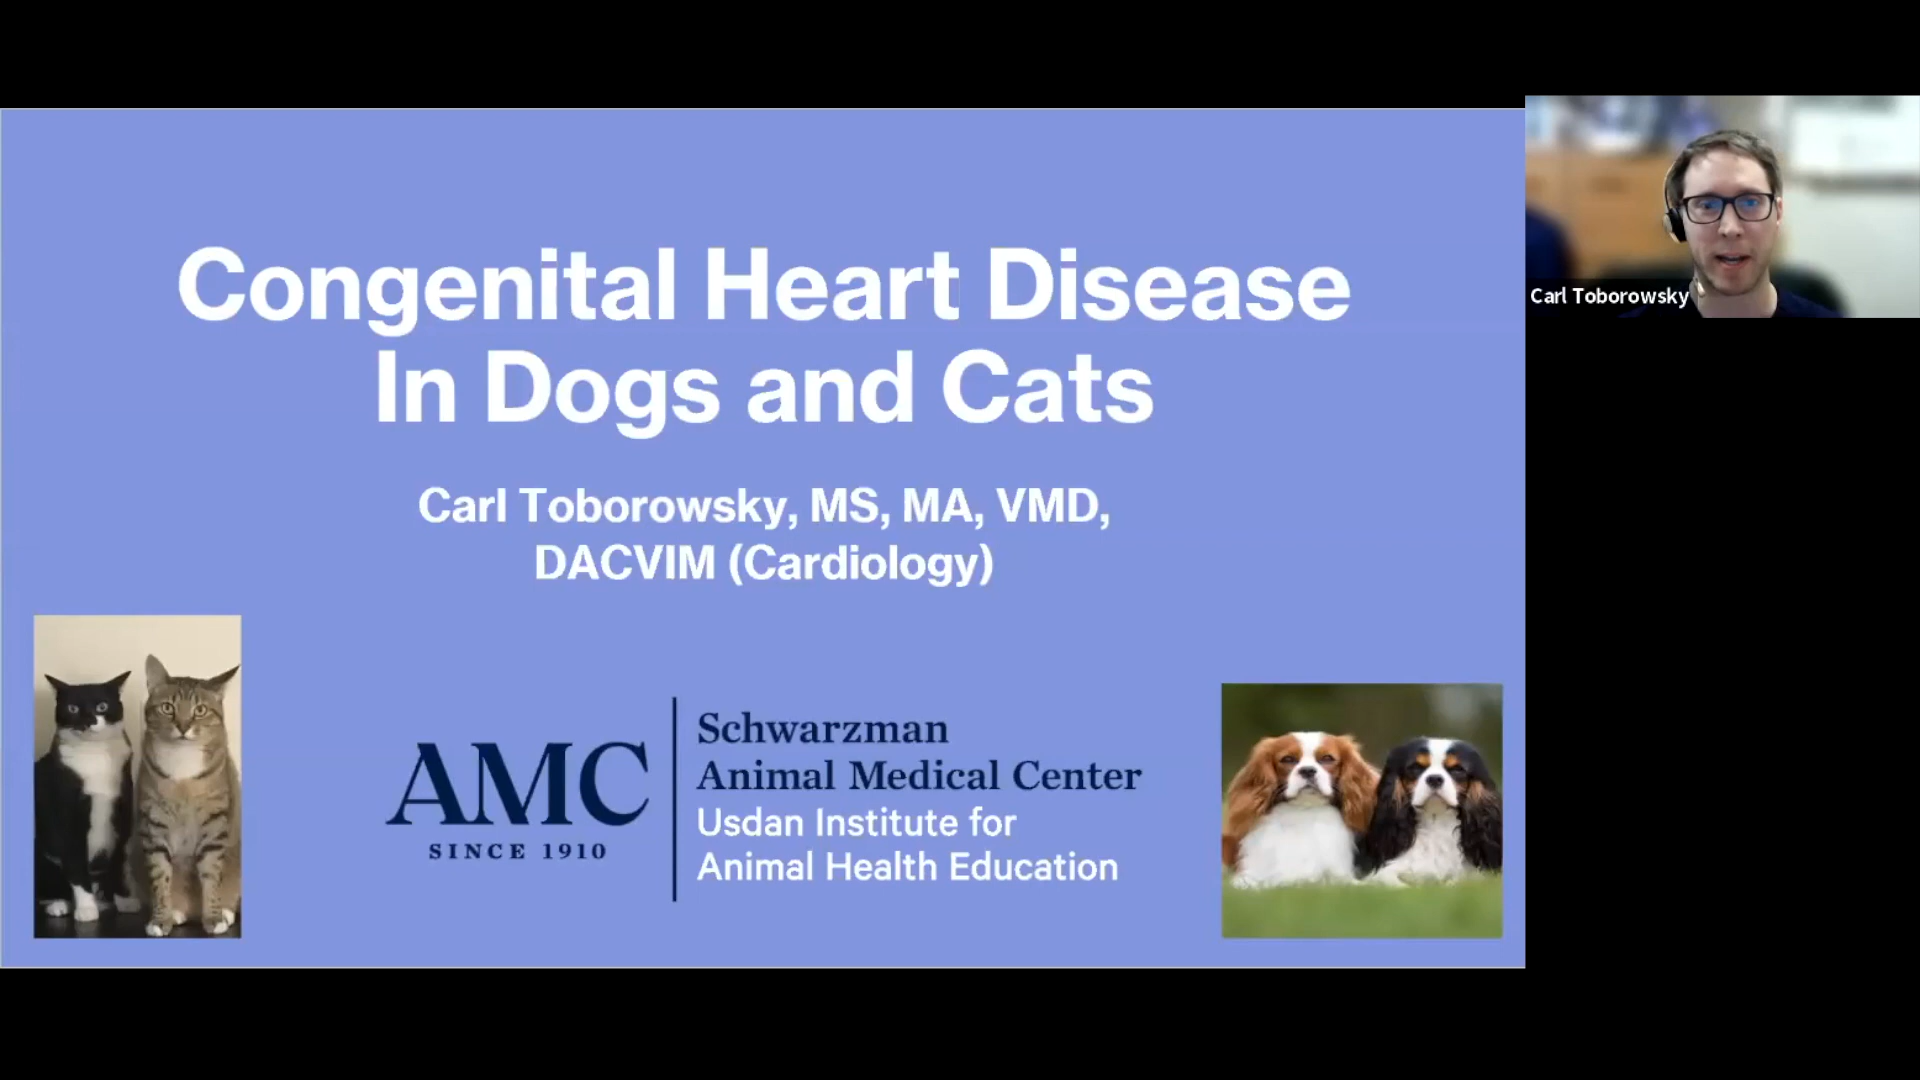 Congenital Heart Disease
In Dogs and Cats
Carl Toborowsky, MS, MA, VMD,
DACVIM (Cardiology)
AMC
SINCE 1910
Schwarzman
Animal Medical Center
Usdan Institute for
Animal Health Education
Carl Toborowsky